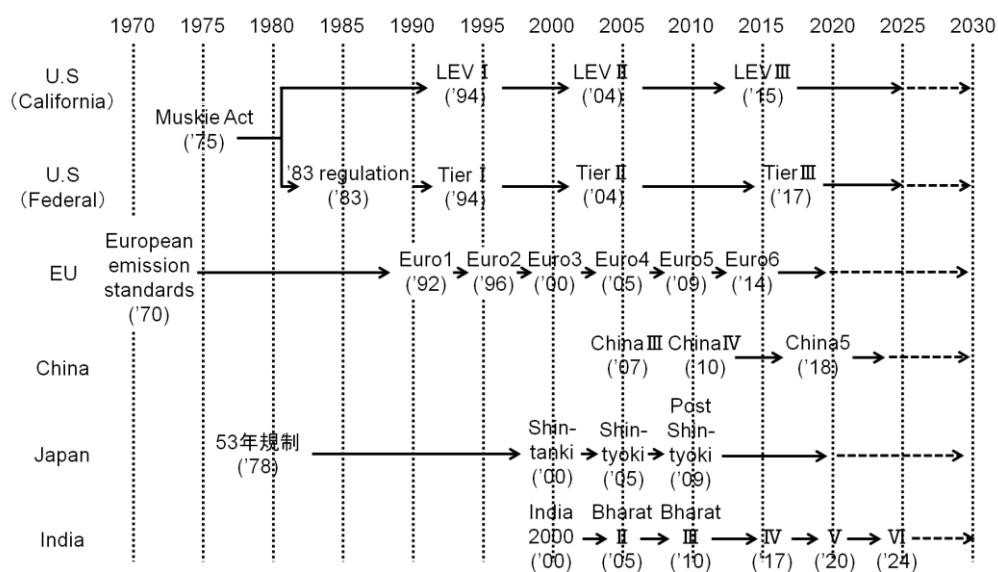 1970 1975 1980 1985 1990 1995 2000 2005 2010 2015 2020 2025 2030
U.S
（California）
LEV Ⅰ
('94)
LEV Ⅱ
('04)
LEV Ⅲ
('15)
Muskie Act
('75)
U.S
（Federal）
'83 regulation
('83)
Tier Ⅰ
('94)
Tier Ⅱ
('04)
Tier Ⅲ
('17)
EU
European
emission
standards
('70)
Euro1
('92)
Euro2
('96)
Euro3
('00)
Euro4
('05)
Euro5
('09)
Euro6
('14)
China
China Ⅲ
('07)
China Ⅳ
('10)
China5
('18)
Japan
53年規制
('78)
Shin-
tanki
('00)
Shin-
tyoki
('05)
Post
Shin-
tyoki
('09)
India
India
2000
('00)
Bharat
Ⅱ
('05)
Bharat
Ⅲ
('10)
Ⅳ
('17)
Ⅴ
('20)
Ⅵ
('24)